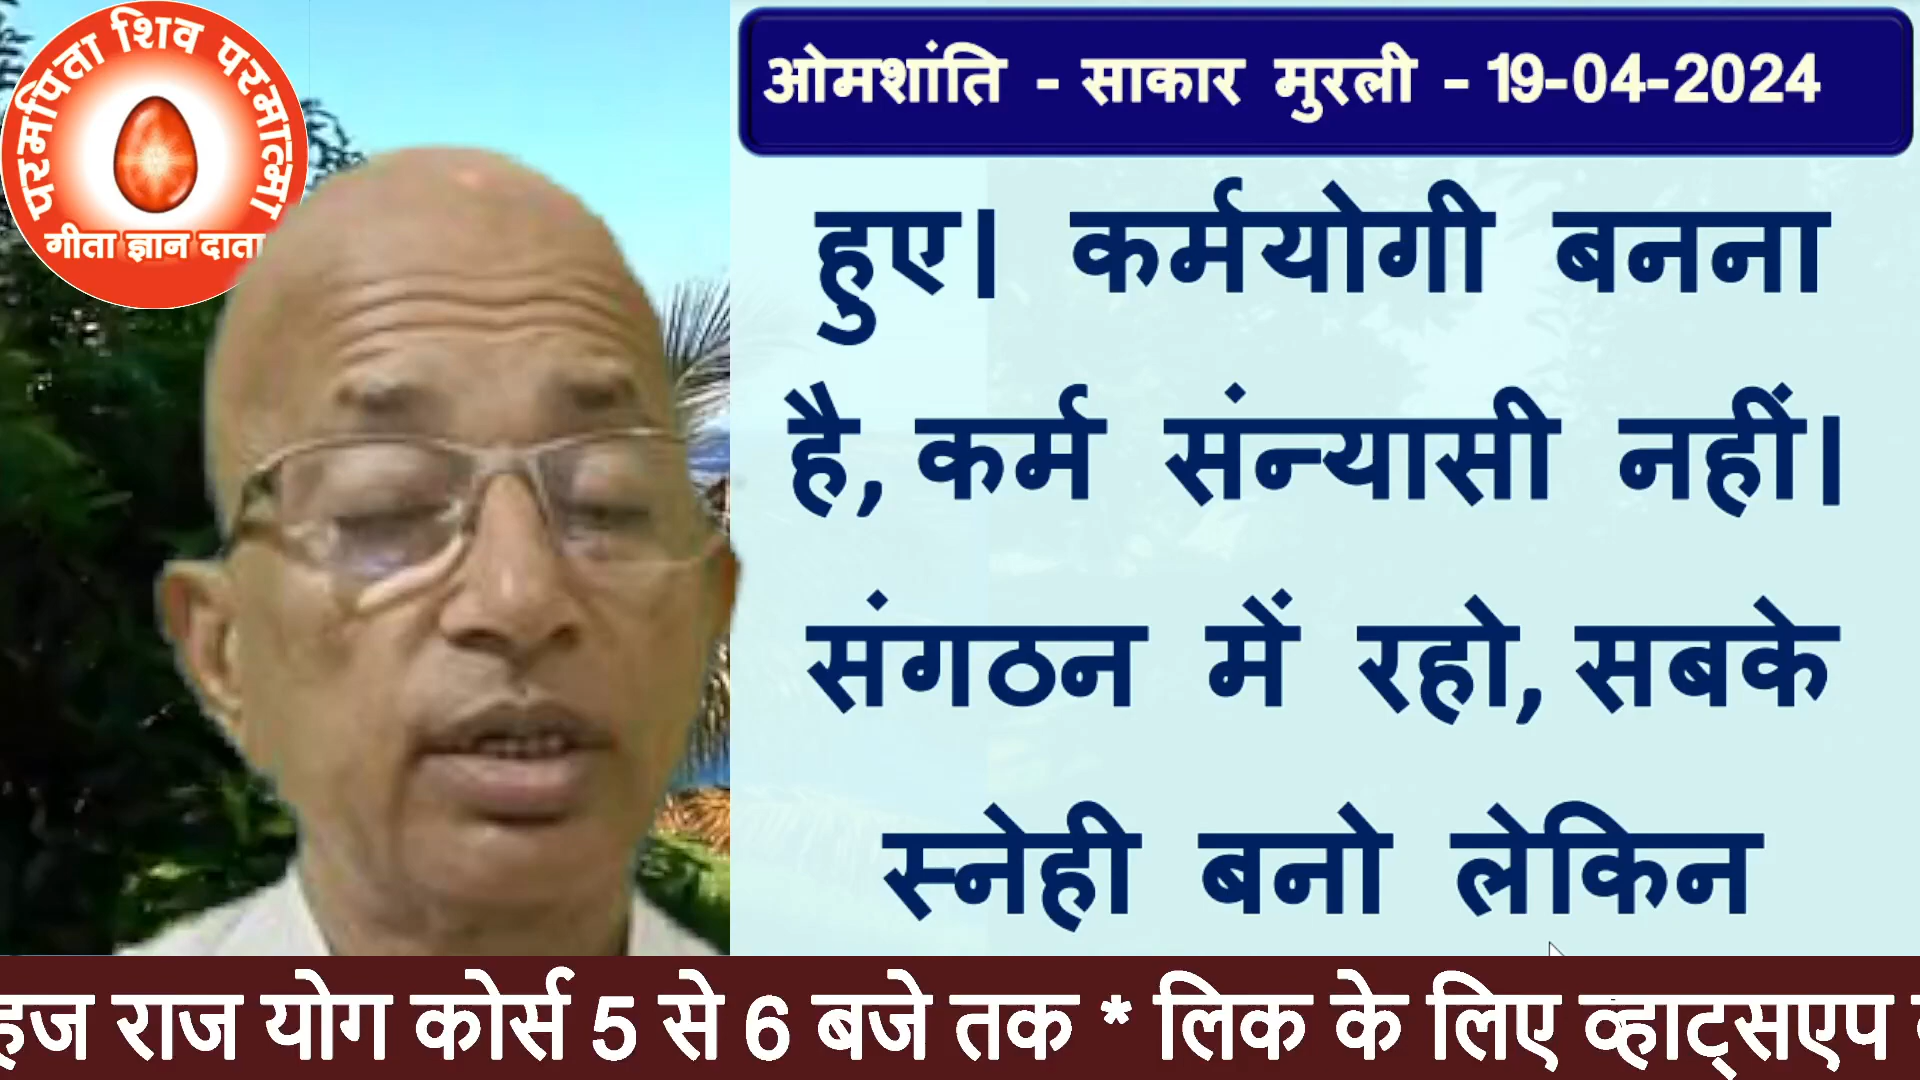 परमपिता शिव परमात्मा
गीता ज्ञान दाता
ओमशांति - साकार मुरली - 19-04-2024
हुए। कर्मयोगी बनना
है, कर्म संन्यासी नहीं।
संगठन में रहो, सबके
स्नेही बनो लेकिन
राज योग कोर्स 5 से 6 बजे तक * लिक के लिए व्हाट्सएप